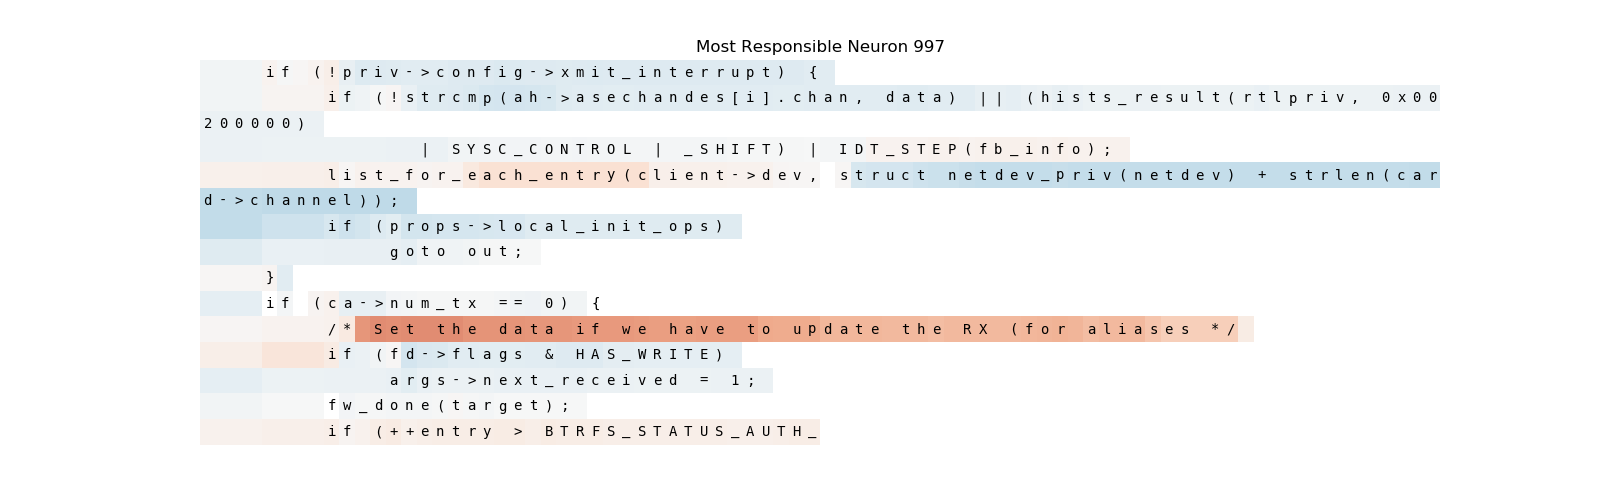 Most Responsible Neuron 997
if (!priv->config->xmit_interrupt) {
if (!strcmp(ah->asechandes[i].chan, data) || (hists_result(rtlpriv, 0x00
200000)
| SYSC_CONTROL | _SHIFT) | IDT_STEP(fb_info);
list_for_each_entry(client->dev, struct netdev_priv(netdev) + strlen(car
d->channel));
if (props->local_init_ops)
goto out;
}
if (ca->num_tx == 0) {
/* Set the data if we have to update the RX (for aliases */
if (fd->flags & HAS_WRITE)
args->next_received = 1;
fw_done(target);
if (++entry > BTRFS_STATUS_AUTH_